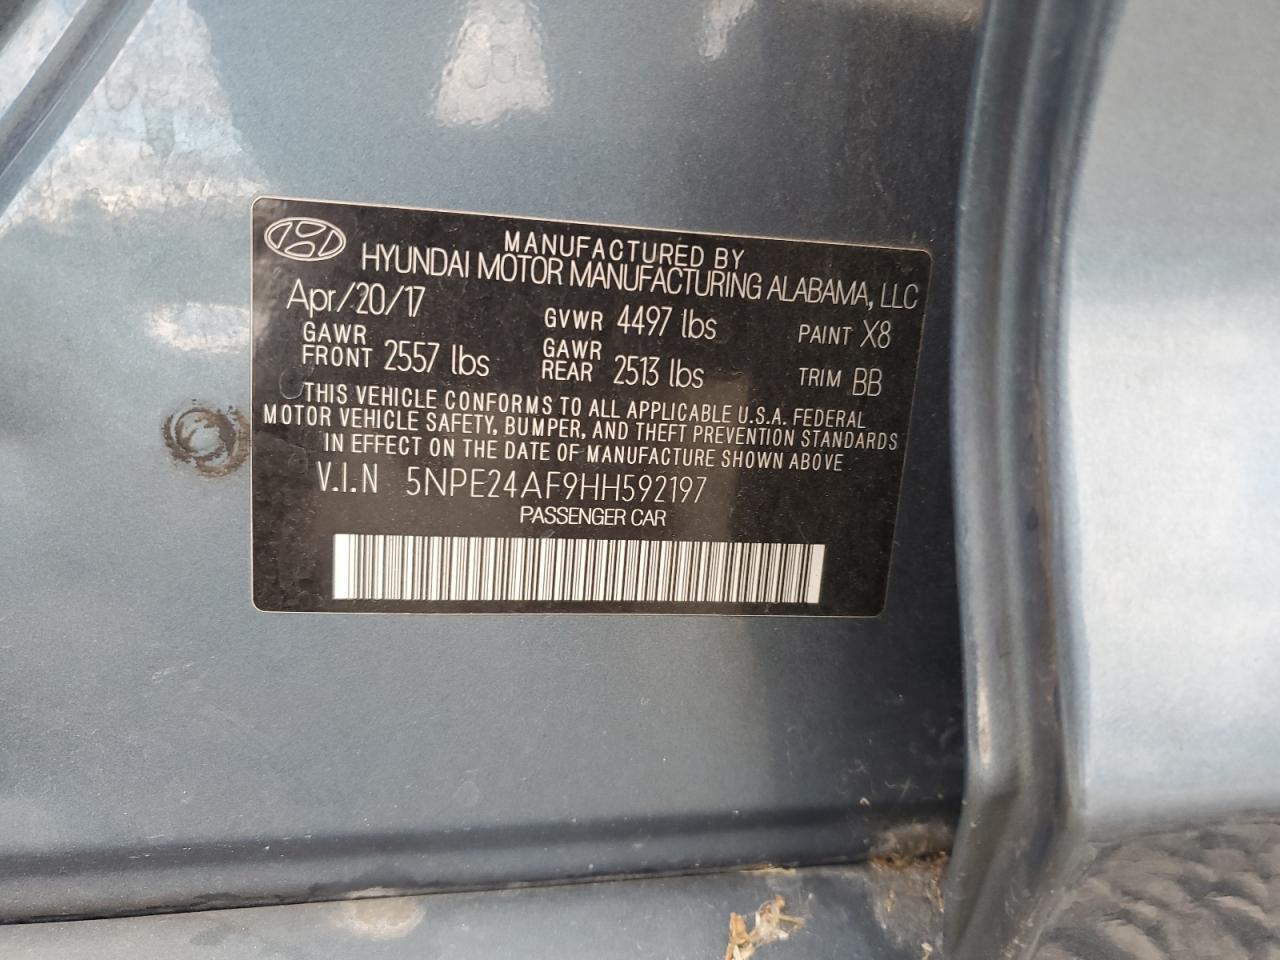 MANUFACTURED BY
HYUNDAI MOTOR MANUFACTURING ALABAMA, LLC
Apr/20/17 GVWR 4497 lbs PAINT X8
GAWR FRONT 2557 lbs GAWR REAR 2513 lbs TRIM BB
THIS VEHICLE CONFORMS TO ALL APPLICABLE U.S.A. FEDERAL
MOTOR VEHICLE SAFETY, BUMPER, AND THEFT PREVENTION STANDARDS
IN EFFECT ON THE DATE OF MANUFACTURE SHOWN ABOVE
V.I.N 5NPE24AF9HH592197
PASSENGER CAR